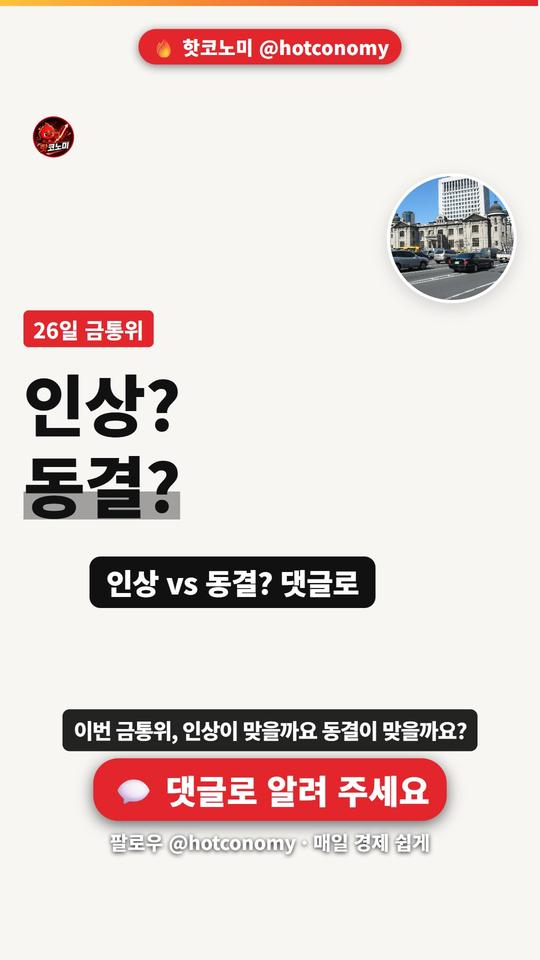 🔥 핫코노미 @hotconomy
핫코노미
26일 금통위
인상?
동결?
인상 vs 동결? 댓글로
이번 금통위, 인상이 맞을까요 동결이 맞을까요?
💬 댓글로 알려 주세요
팔로우 @hotconomy · 매일 경제 쉽게